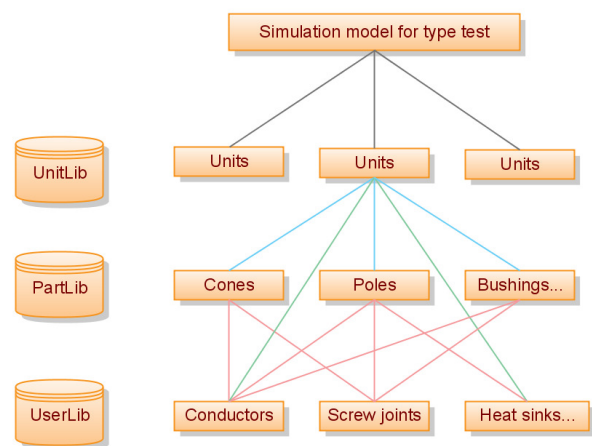 Simulation model for type test
UnitLib
Units
Units
Units
PartLib
Cones
Poles
Bushings...
UserLib
Conductors
Screw joints
Heat sinks...